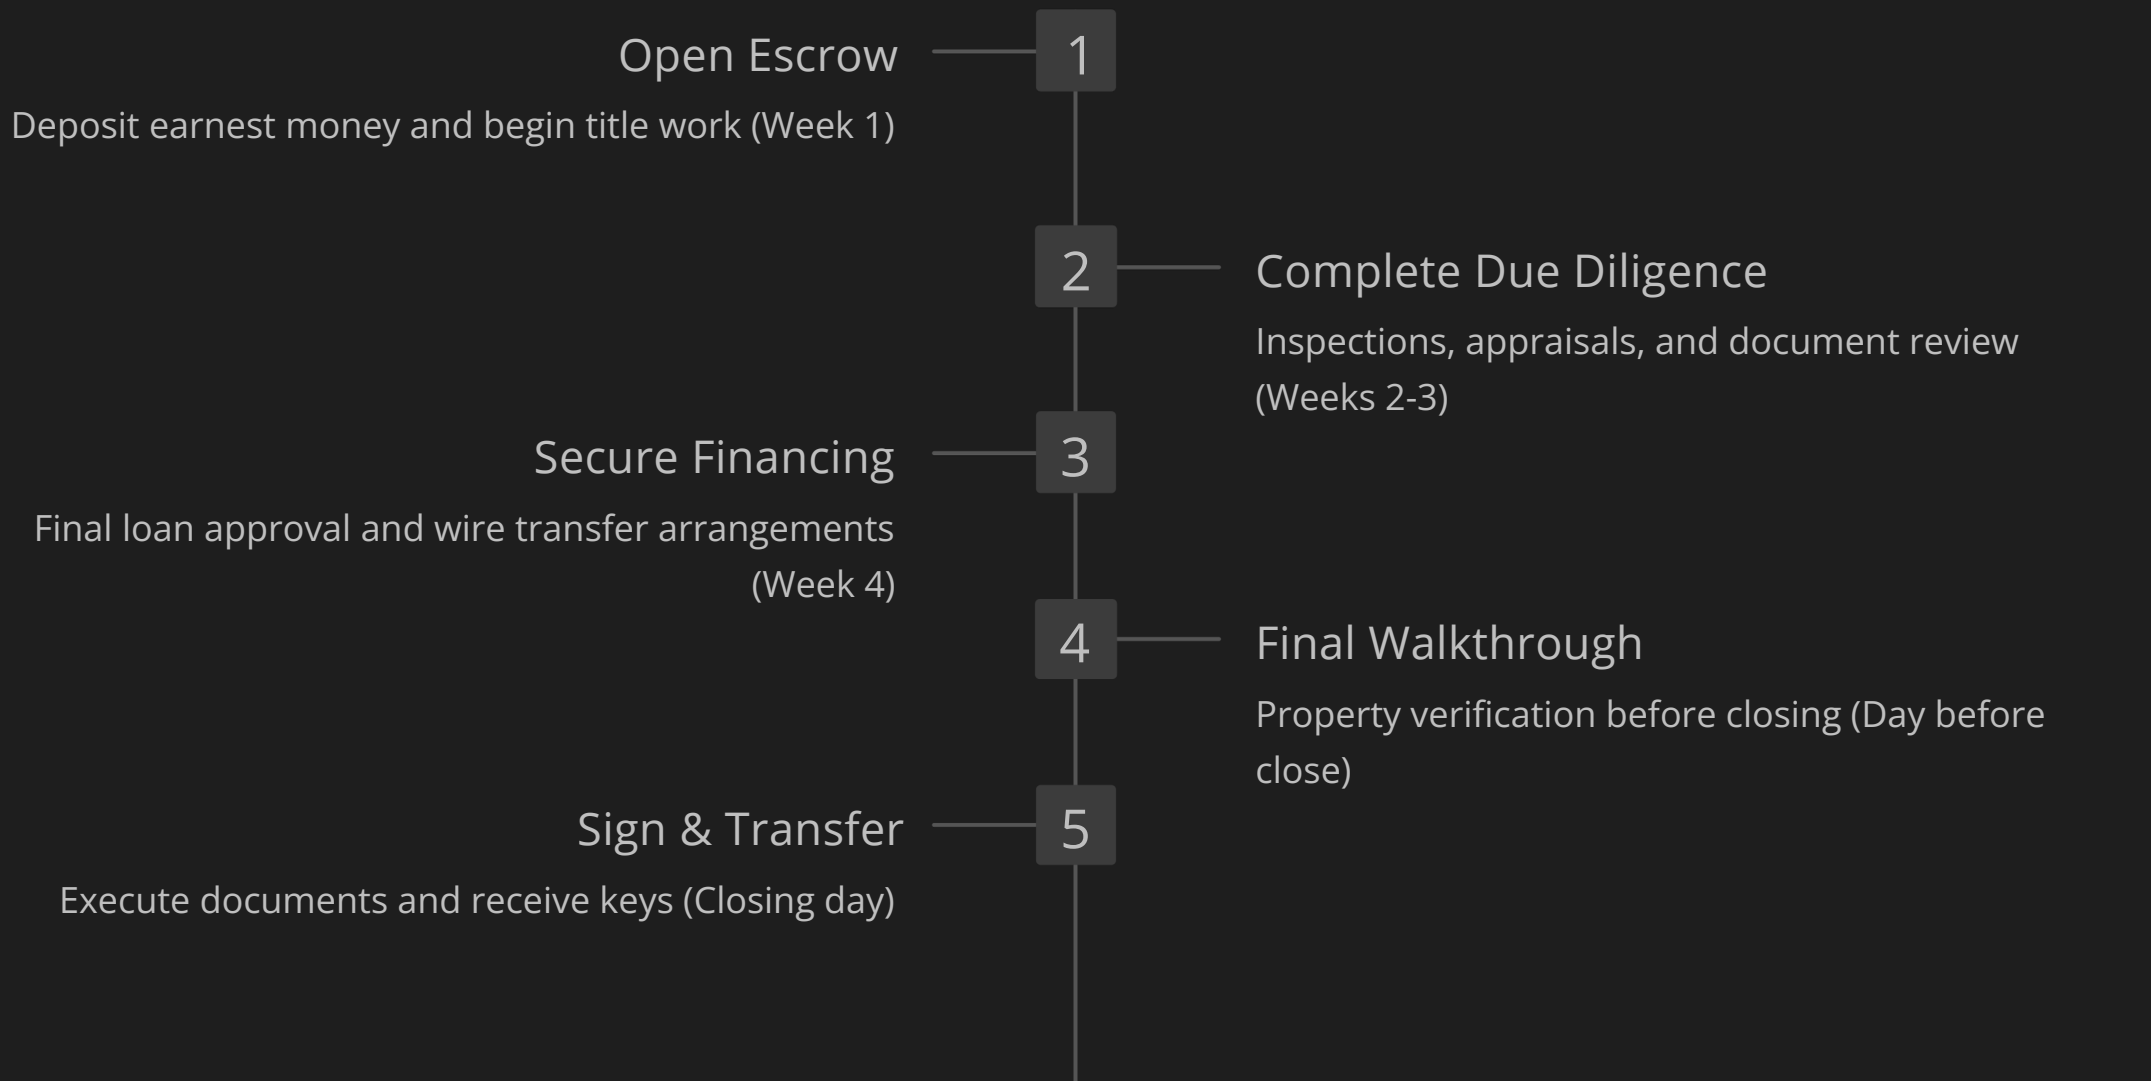 1
Open Escrow
Deposit earnest money and begin title work (Week 1)
2
Complete Due Diligence
Inspections, appraisals, and document review
(Weeks 2-3)
3
Secure Financing
Final loan approval and wire transfer arrangements
(Week 4)
4
Final Walkthrough
Property verification before closing (Day before
close)
5
Sign & Transfer
Execute documents and receive keys (Closing day)